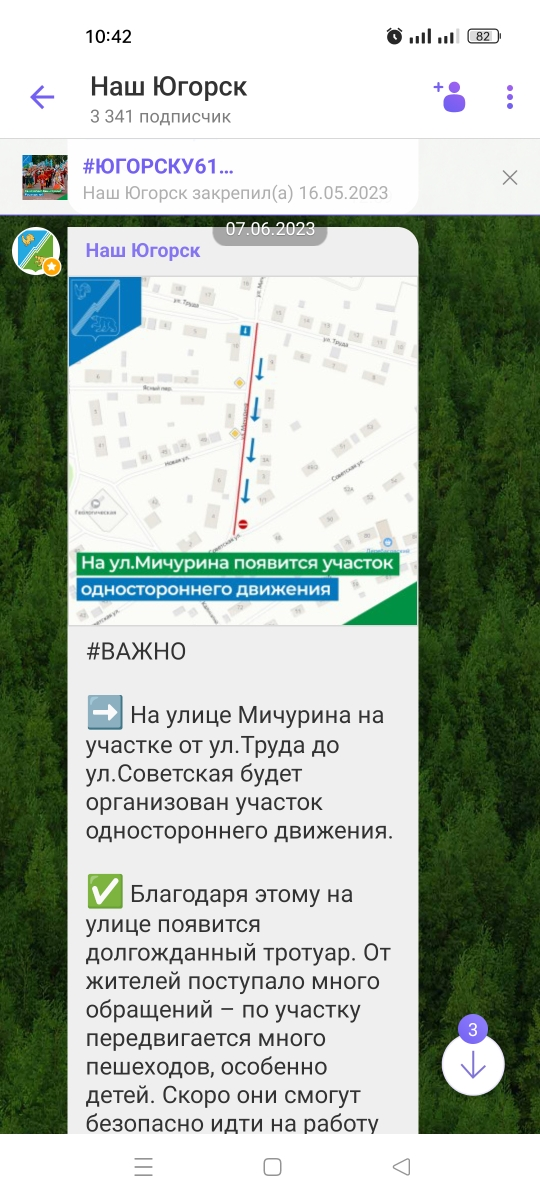 10:42
82
Наш Югорск
3 341 подписчик
#ЮГОРСКУ61...
Наш Югорск закрепил(а) 16.05.2023
07.06.2023
Наш Югорск
ул. Труда
ул. Труда
Ясный пер.
Новая ул.
Советская ул.
Геологическая
На ул.Мичурина появится участок
одностороннего движения
#ВАЖНО
➡️ На улице Мичурина на
участке от ул.Труда до
ул.Советская будет
организован участок
одностороннего движения.
✅ Благодаря этому на
улице появится
долгожданный тротуар. От
жителей поступало много
обращений – по участку
передвигается много
пешеходов, особенно
детей. Скоро они смогут
безопасно идти на работу
3